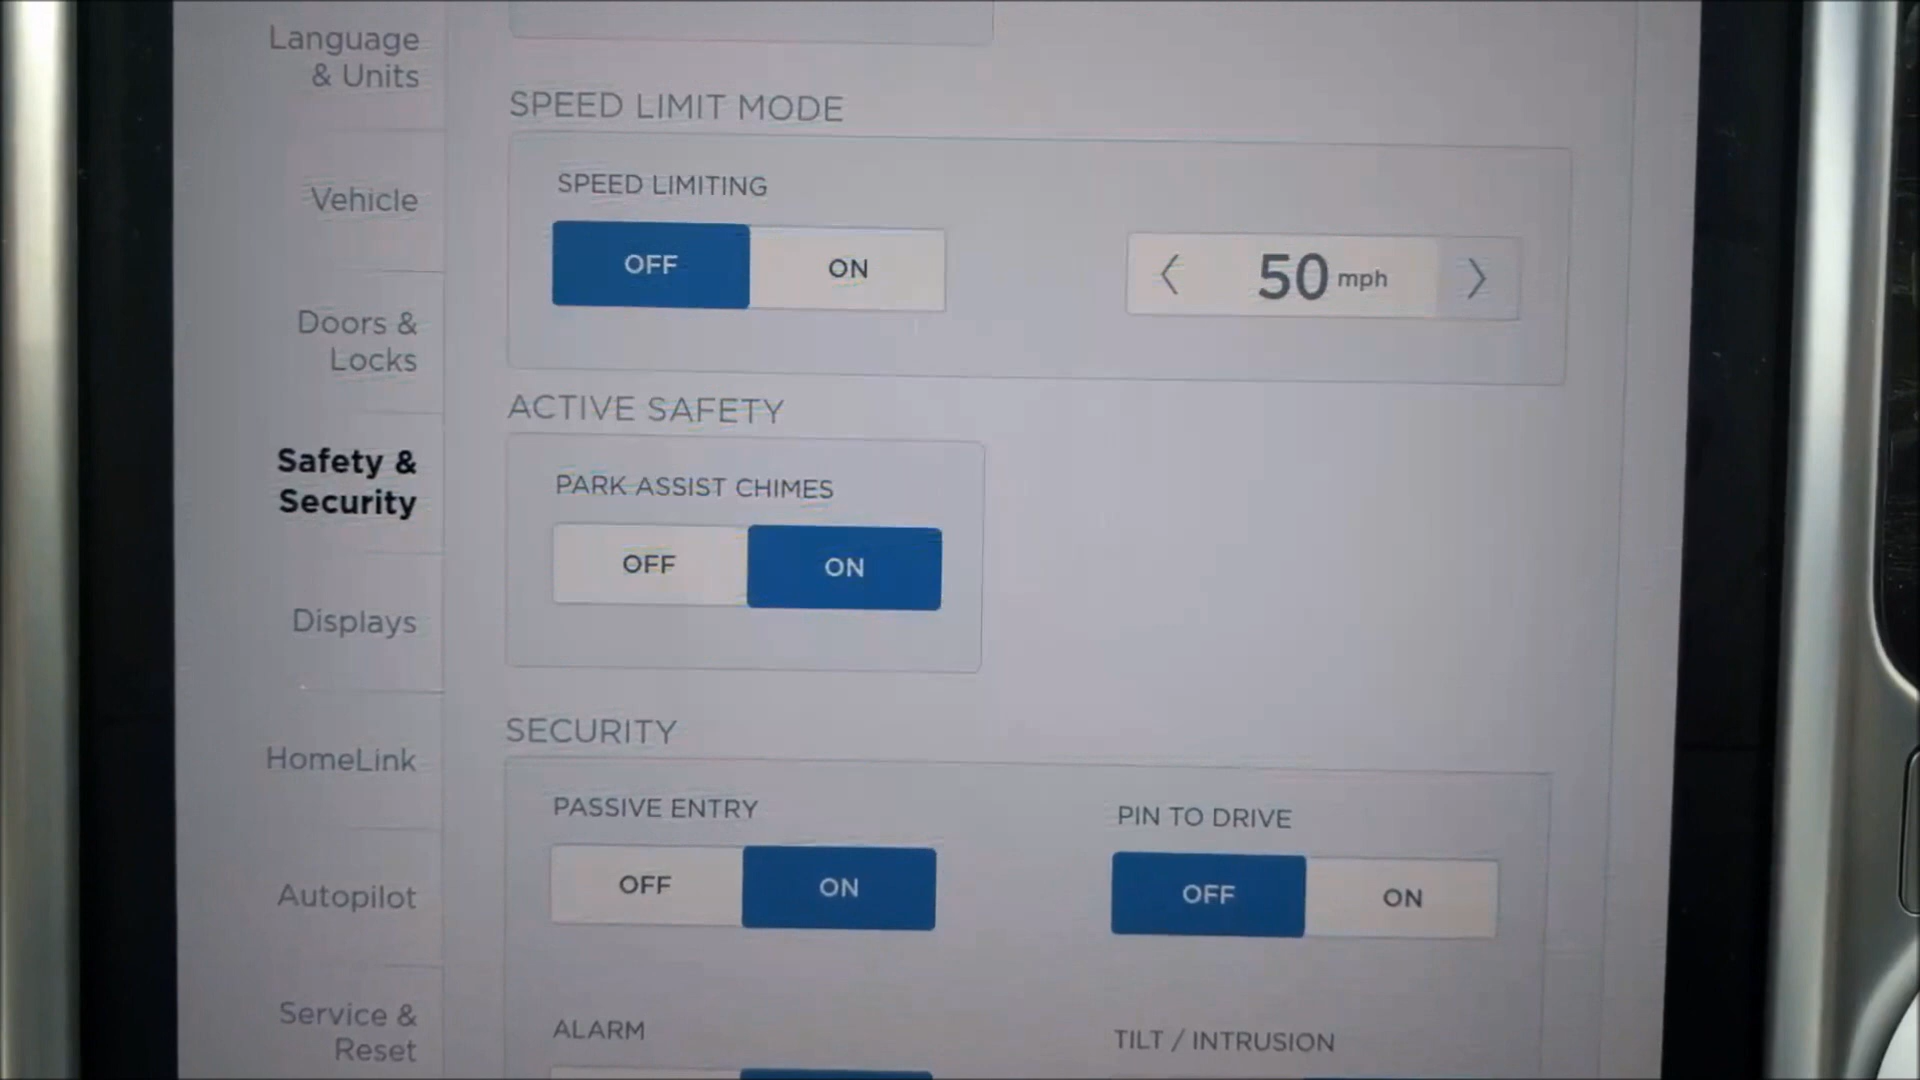 Language
& Units
Vehicle
Doors &
Locks
Safety &
Security
Displays
HomeLink
Autopilot
Service &
Reset
SPEED LIMIT MODE
SPEED LIMITING
OFF ON
50 mph
ACTIVE SAFETY
PARK ASSIST CHIMES
OFF ON
SECURITY
PASSIVE ENTRY
OFF ON
PIN TO DRIVE
OFF ON
ALARM
TILT / INTRUSION